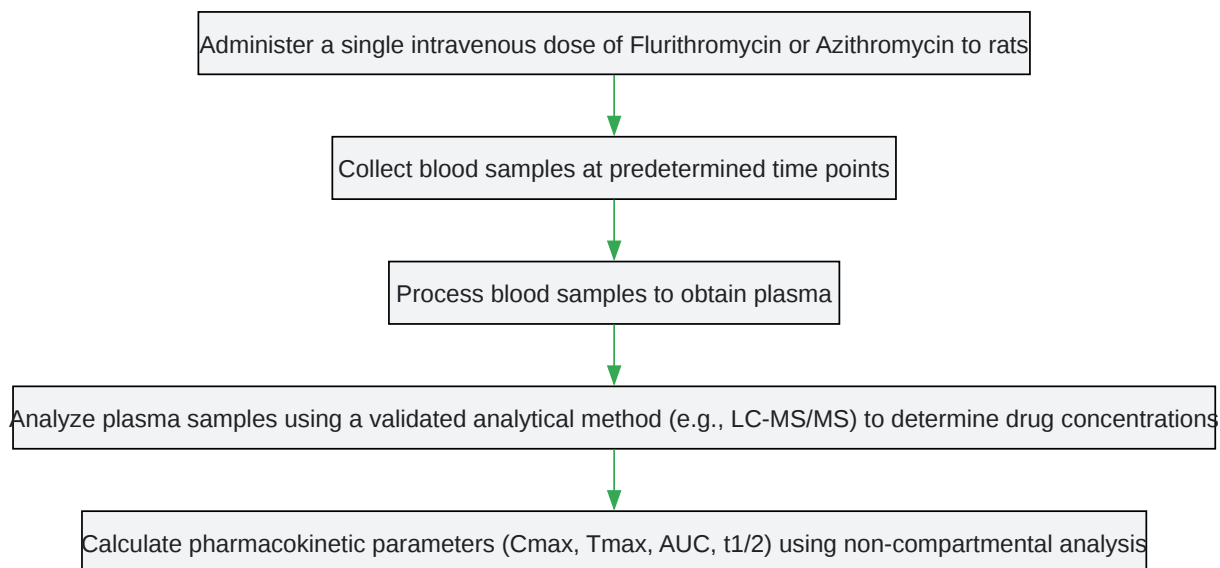 Administer a single intravenous dose of Flurithromycin or Azithromycin to rats
Collect blood samples at predetermined time points
Process blood samples to obtain plasma
Analyze plasma samples using a validated analytical method (e.g., LC-MS/MS) to determine drug concentrations
Calculate pharmacokinetic parameters (Cmax, Tmax, AUC, t1/2) using non-compartmental analysis